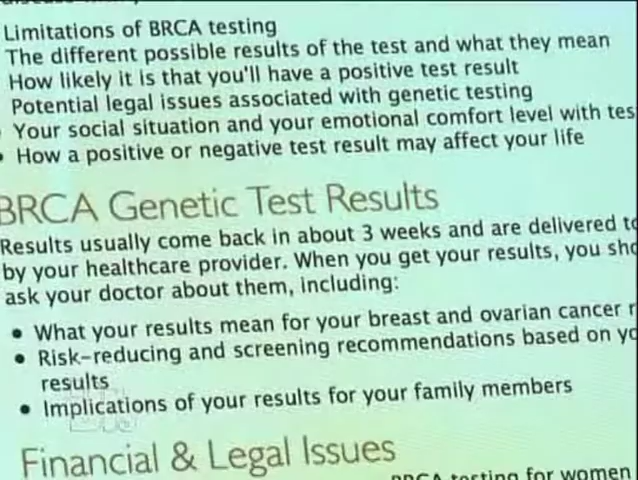 Limitations of BRCA testing
The different possible results of the test and what they mean
How likely it is that you'll have a positive test result
Potential legal issues associated with genetic testing
Your social situation and your emotional comfort level with
• How a positive or negative test result may affect your life
BRCA Genetic Test Results
Results usually come back in about 3 weeks and are delivered
by your healthcare provider. When you get your results, you
ask your doctor about them, including:
• What your results mean for your breast and ovarian cancer
• Risk-reducing and screening recommendations based on
results
• Implications of your results for your family members
Financial & Legal Issues
BRCA testing for women